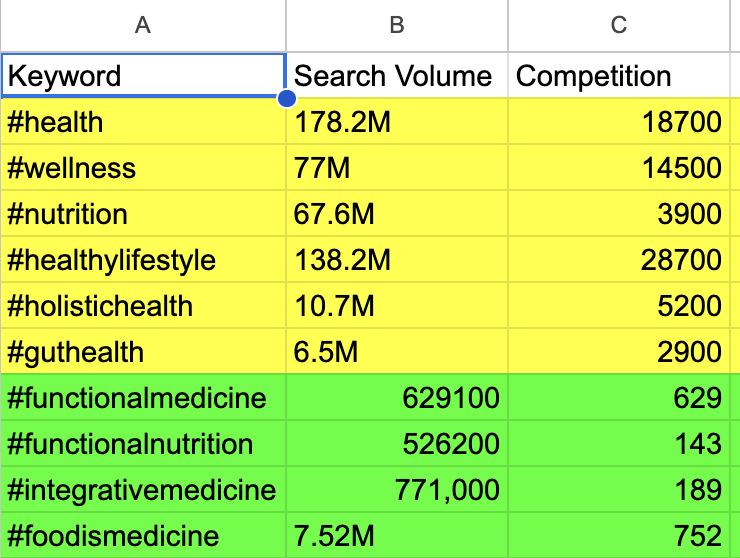 A B C
Keyword Search Volume Competition
#health 178.2M 18700
#wellness 77M 14500
#nutrition 67.6M 3900
#healthylifestyle 138.2M 28700
#holistichealth 10.7M 5200
#guthealth 6.5M 2900
#functionalmedicine 629100 629
#functionalnutrition 526200 143
#integrativemedicine 771,000 189
#foodismedicine 7.52M 752